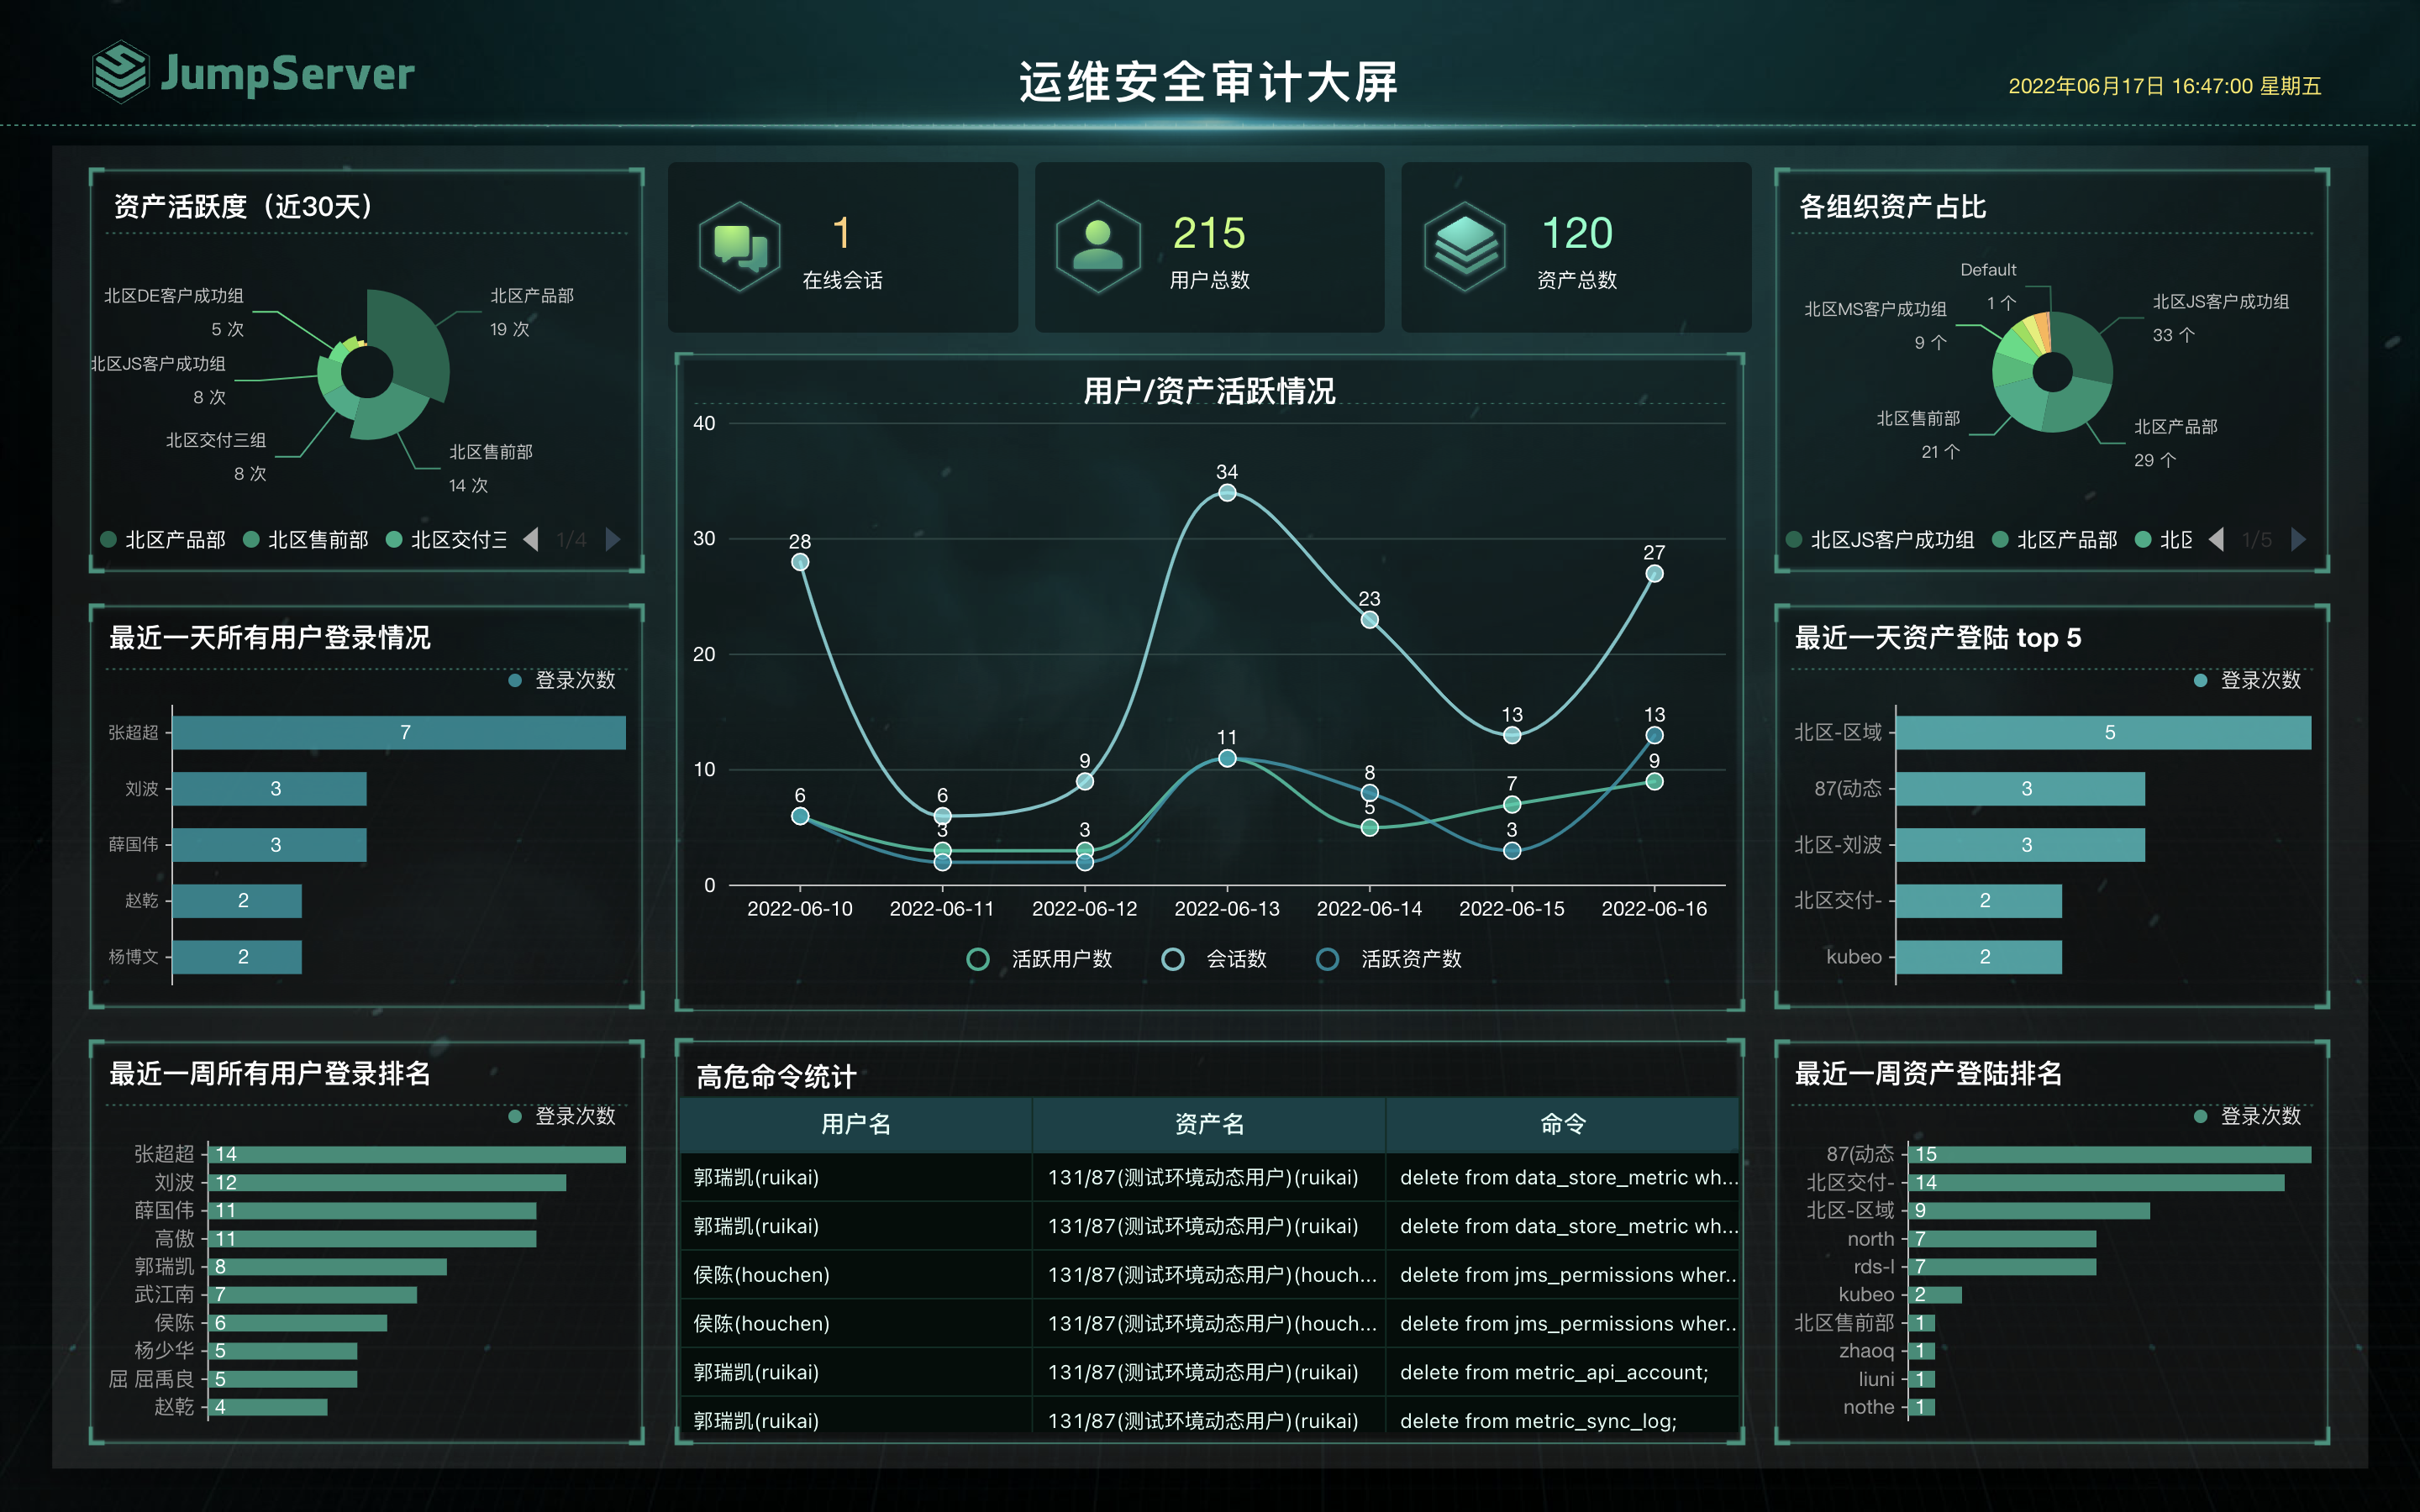 JumpServer
运维安全审计大屏
2022年06月17日 16:47:00 星期五
资产活跃度（近30天）
北区DE客户成功组
5 次
北区产品部
19 次
北区JS客户成功组
8 次
北区交付三组
8 次
北区售前部
14 次
北区产品部 北区售前部 北区交付三 1/4
1
在线会话
215
用户总数
120
资产总数
各组织资产占比
Default
1 个
北区MS客户成功组
9 个
北区JS客户成功组
33 个
北区售前部
21 个
北区产品部
29 个
北区JS客户成功组 北区产品部 北区 1/5
最近一天所有用户登录情况
登录次数
张超超 7
刘波 3
薛国伟 3
赵乾 2
杨博文 2
用户/资产活跃情况
40
30
20
10
0
28 6 9 34 23 13 27
6 3 3 11 8 7 13
5 3 9
2022-06-10 2022-06-11 2022-06-12 2022-06-13 2022-06-14 2022-06-15 2022-06-16
活跃用户数 会话数 活跃资产数
最近一天资产登陆 top 5
登录次数
北区-区域 5
87(动态 3
北区-刘波 3
北区交付- 2
kubeo 2
最近一周所有用户登录排名
登录次数
张超超 14
刘波 12
薛国伟 11
高傲 11
郭瑞凯 8
武江南 7
侯陈 6
杨少华 5
屈 屈禹良 5
赵乾 4
高危命令统计
用户名 资产名 命令
郭瑞凯(ruikai) 131/87(测试环境动态用户)(ruikai) delete from data_store_metric wh...
郭瑞凯(ruikai) 131/87(测试环境动态用户)(ruikai) delete from data_store_metric wh...
侯陈(houchen) 131/87(测试环境动态用户)(houch... delete from jms_permissions wher...
侯陈(houchen) 131/87(测试环境动态用户)(houch... delete from jms_permissions wher...
郭瑞凯(ruikai) 131/87(测试环境动态用户)(ruikai) delete from metric_api_account;
郭瑞凯(ruikai) 131/87(测试环境动态用户)(ruikai) delete from metric_sync_log;
最近一周资产登陆排名
登录次数
87(动态 15
北区交付- 14
北区-区域 9
north 7
rds-l 7
kubeo 2
北区售前部 1
zhaoq 1
liuni 1
nothe 1